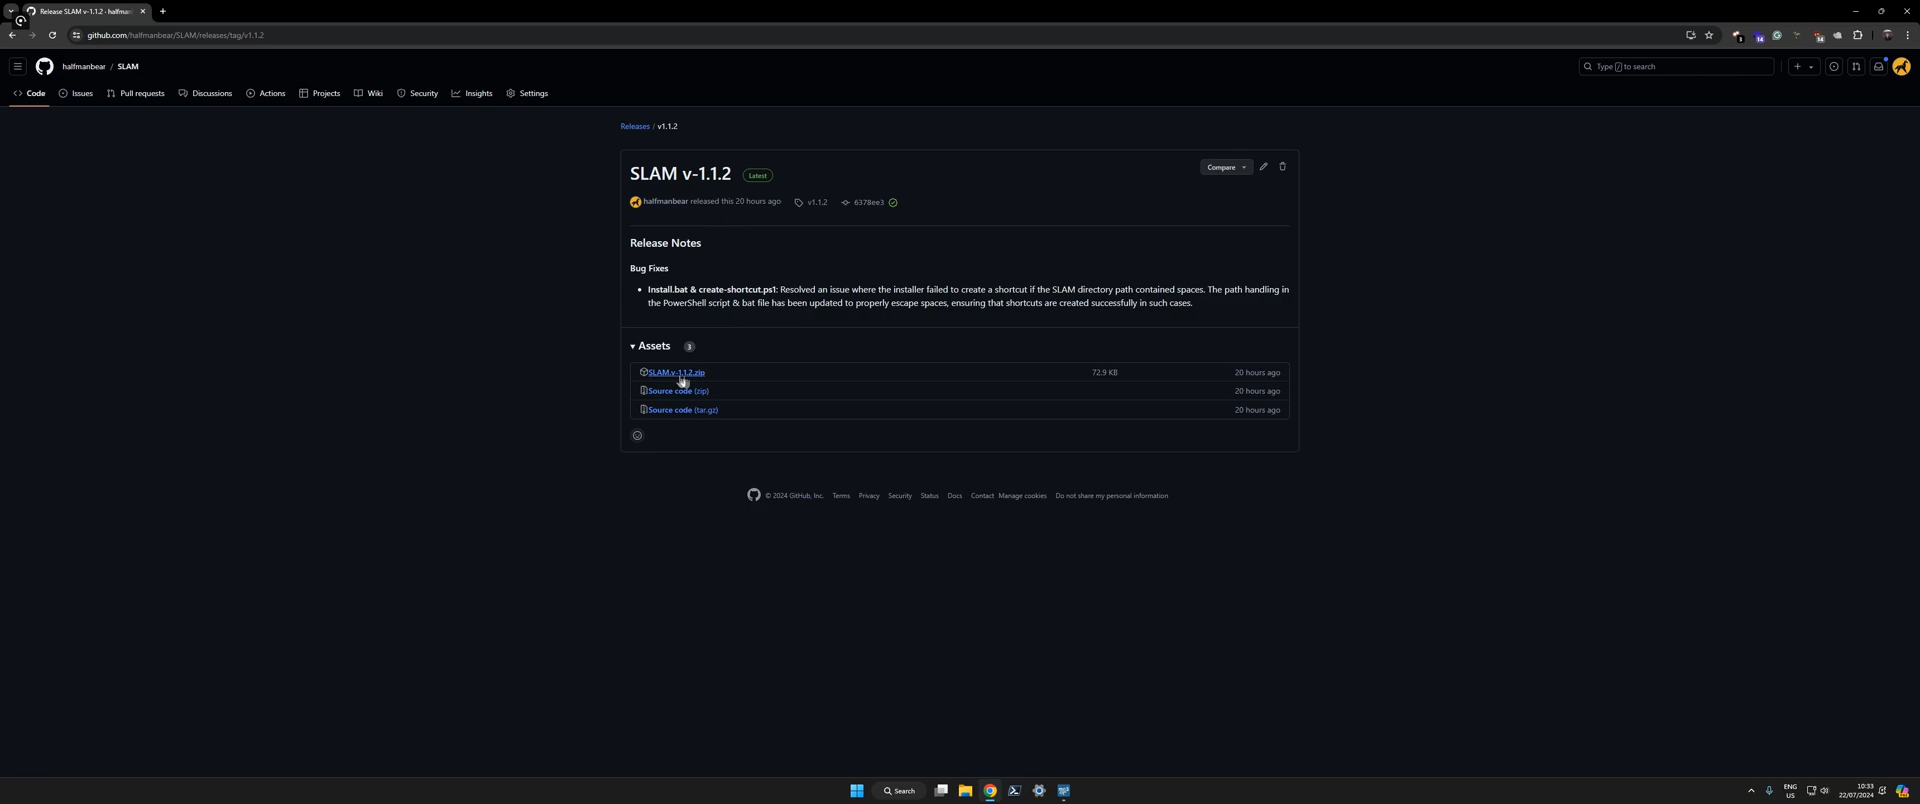 Release SLAM v-1.1.2 · halfman
github.com/halfmanbear/SLAM/releases/tag/v1.1.2
halfmanbear / SLAM
Type / to search
Code Issues Pull requests Discussions Actions Projects Wiki Security Insights Settings
Releases / v1.1.2
SLAM v-1.1.2 Latest
Compare
halfmanbear released this 20 hours ago v1.1.2 6378ee3
Release Notes
Bug Fixes
• Install.bat & create-shortcut.ps1: Resolved an issue where the installer failed to create a shortcut if the SLAM directory path contained spaces. The path handling in
the PowerShell script & bat file has been updated to properly escape spaces, ensuring that shortcuts are created successfully in such cases.
Assets 3
SLAM.v-1.1.2.zip 72.9 KB 20 hours ago
Source code (zip) 20 hours ago
Source code (tar.gz) 20 hours ago
© 2024 GitHub, Inc. Terms Privacy Security Status Docs Contact Manage cookies Do not share my personal information
Search
ENG
US
10:33
22/07/2024